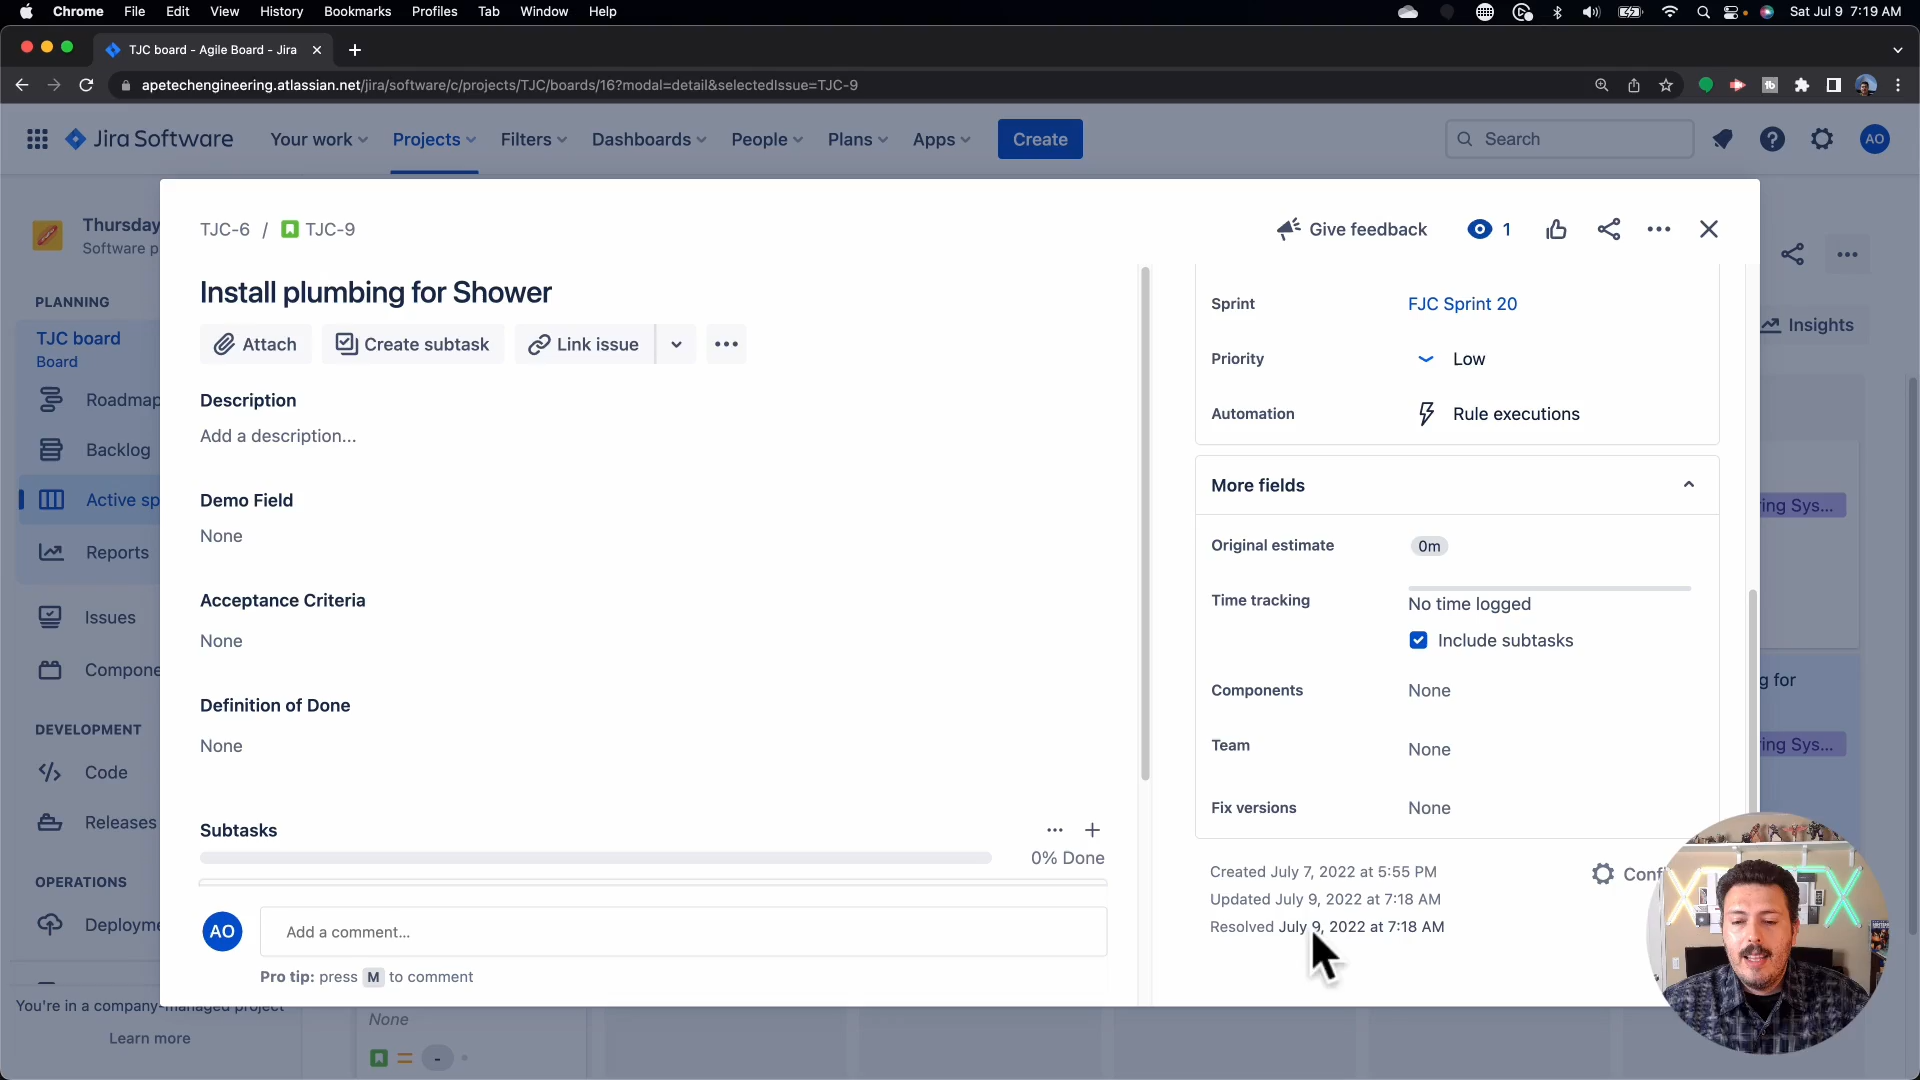 Chrome File Edit View History Bookmarks Profiles Tab Window Help Sat Jul 9 7:19 AM
TJC board - Agile Board - Jira
apetechengineering.atlassian.net/jira/software/c/projects/TJC/boards/16?modal=detail&selectedIssue=TJC-9
Jira Software Your work Projects Filters Dashboards People Plans Apps Create Search AO
Thursday
Software p
PLANNING
TJC board
Board
Roadmap
Backlog
Active sp
Reports
Issues
Compone
DEVELOPMENT
Code
Releases
OPERATIONS
Deployme
You're in a company-managed project
Learn more
TJC-6 / TJC-9
Give feedback 1
Install plumbing for Shower
Attach Create subtask Link issue
Description
Add a description...
Demo Field
None
Acceptance Criteria
None
Definition of Done
None
Subtasks
0% Done
AO Add a comment...
Pro tip: press M to comment
Sprint FJC Sprint 20
Priority Low
Automation Rule executions
More fields
Original estimate 0m
Time tracking No time logged
Include subtasks
Components None
Team None
Fix versions None
Created July 7, 2022 at 5:55 PM
Updated July 9, 2022 at 7:18 AM
Resolved July 9, 2022 at 7:18 AM
Conf
Insights
ing Sys...
g for
ing Sys...
None
-